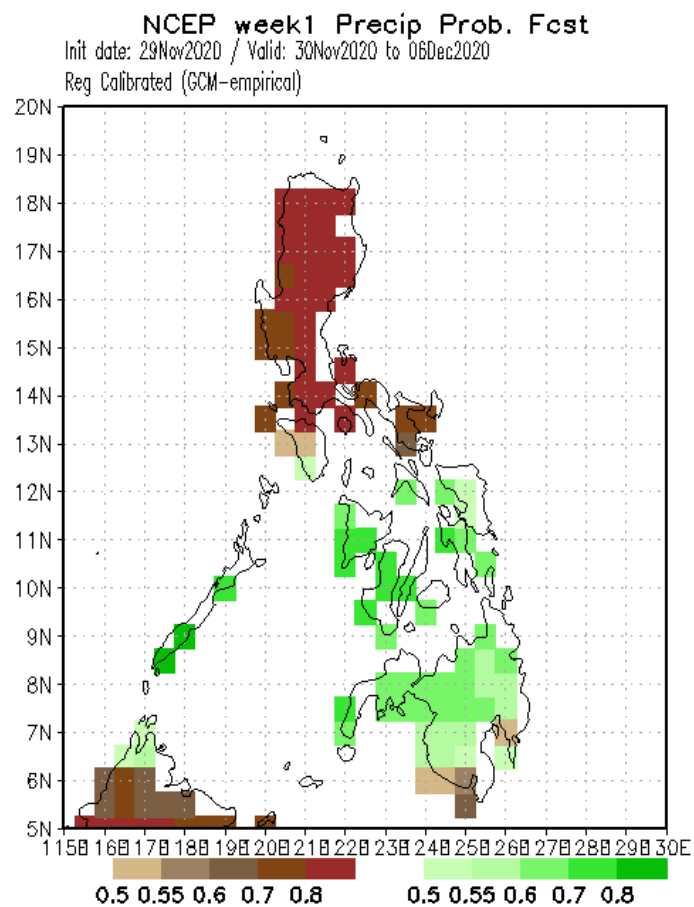 NCEP week1 Precip Prob. Fcst
Init date: 29Nov2020 / Valid: 30Nov2020 to 06Dec2020
Reg Calibrated (GCM-empirical)
20N
19N
18N
17N
16N
15N
14N
13N
12N
11N
10N
9N
8N
7N
6N
5N
115E 116E 117E 118E 119E 120E 121E 122E 123E 124E 125E 126E 127E 128E 129E 130E
0.5 0.55 0.6 0.7 0.8 0.5 0.55 0.6 0.7 0.8